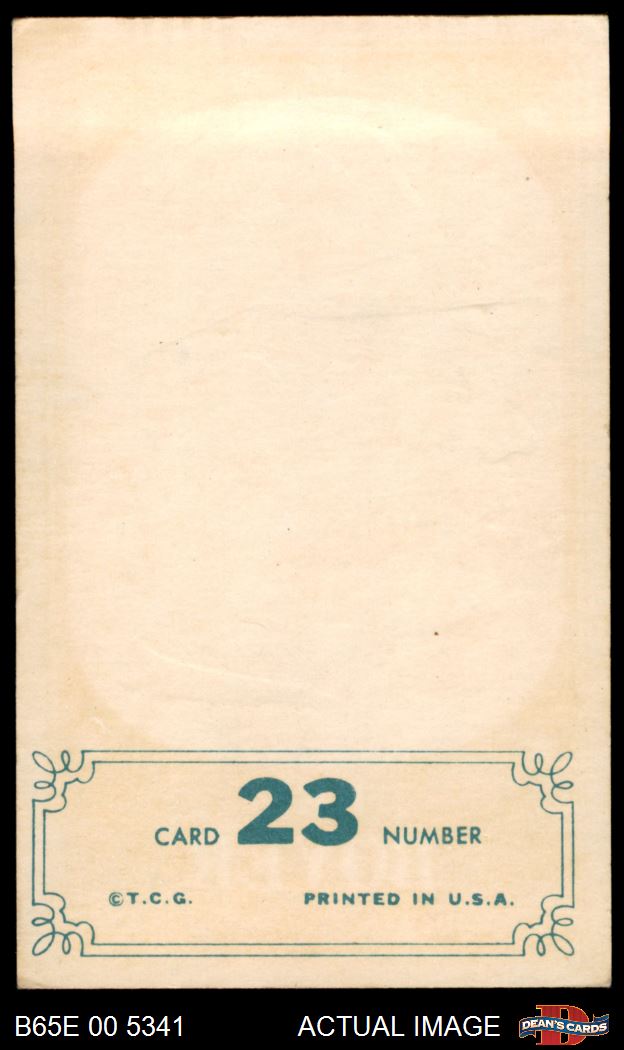 CARD 23 NUMBER
©T.C.G. PRINTED IN U.S.A.
B65E 00 5341 ACTUAL IMAGE DEAN'S CARDS